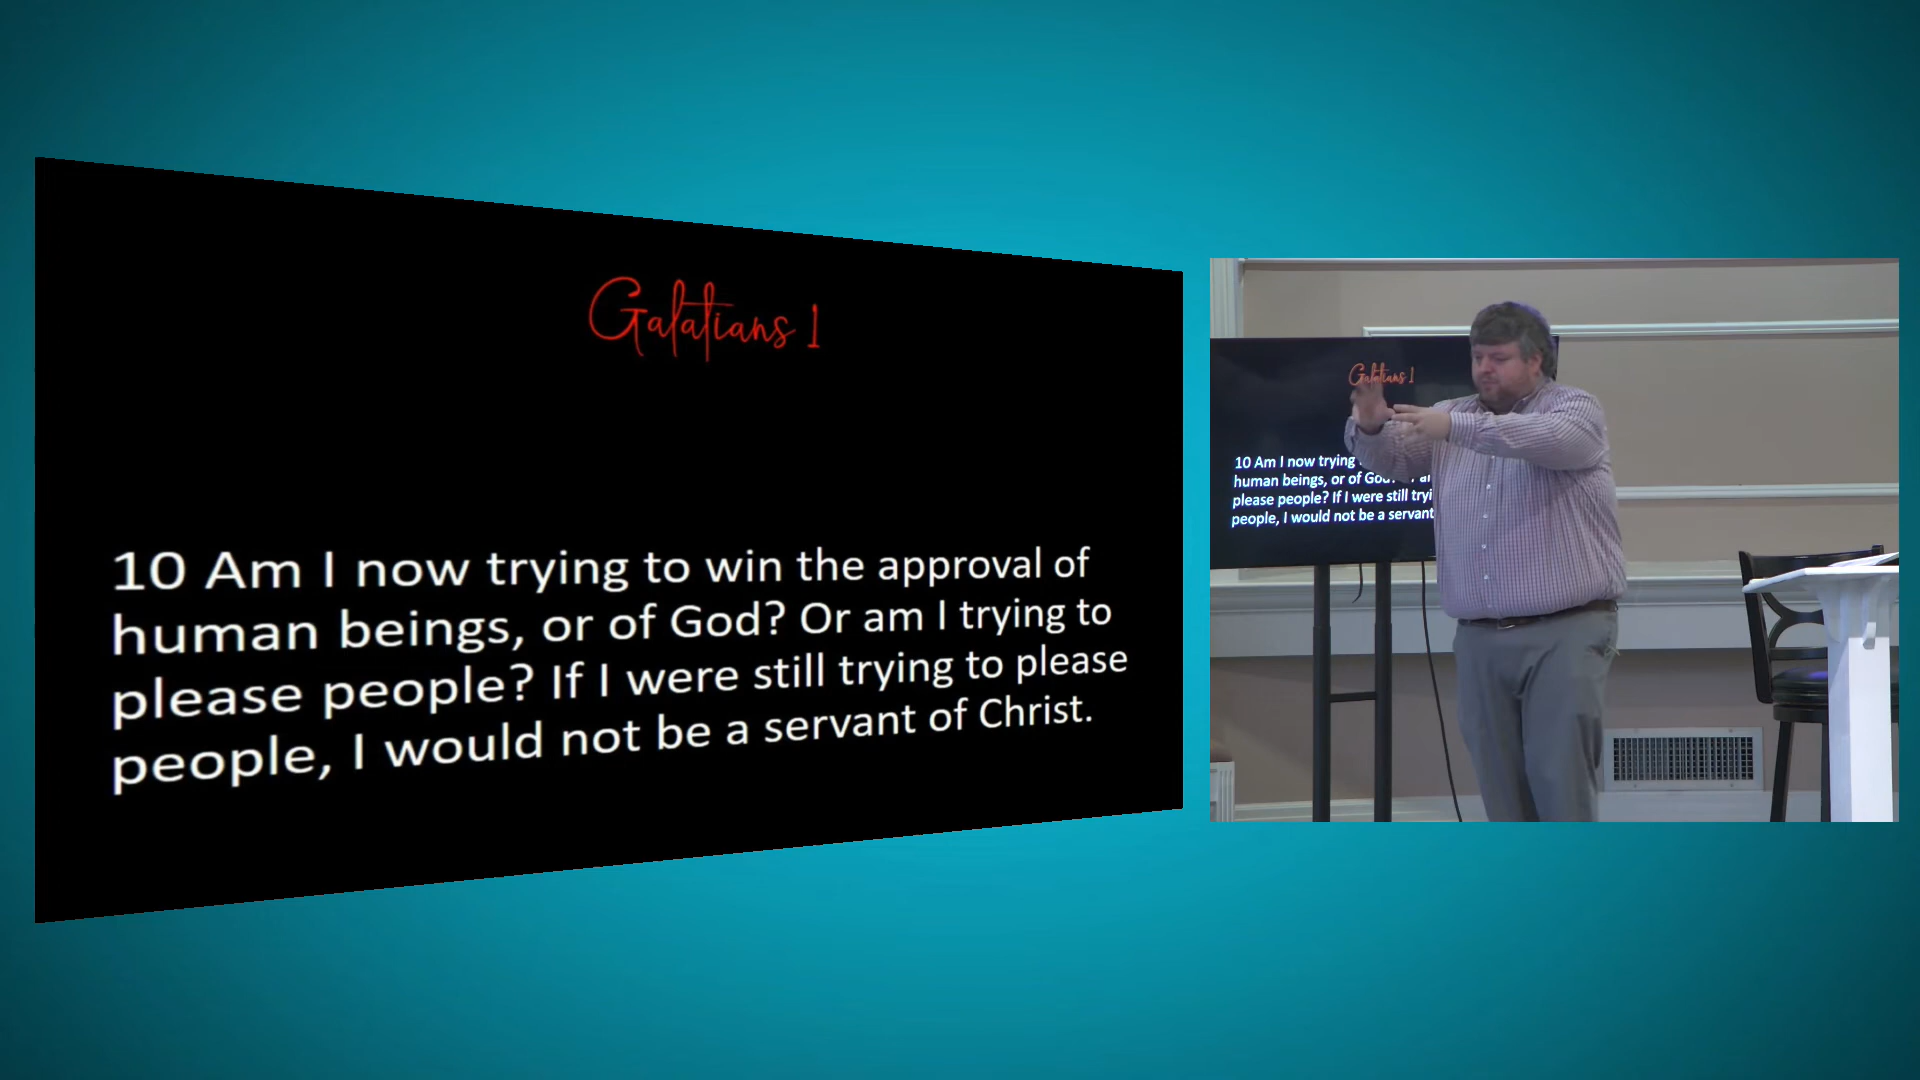 Galatians 1
10 Am I now trying to win the approval of
human beings, or of God? Or am I trying to
please people? If I were still trying to please
people, I would not be a servant of Christ.
Galatians 1
10 Am I now trying
human beings, or of God?
please people? If I were still
people, I would not be a servant